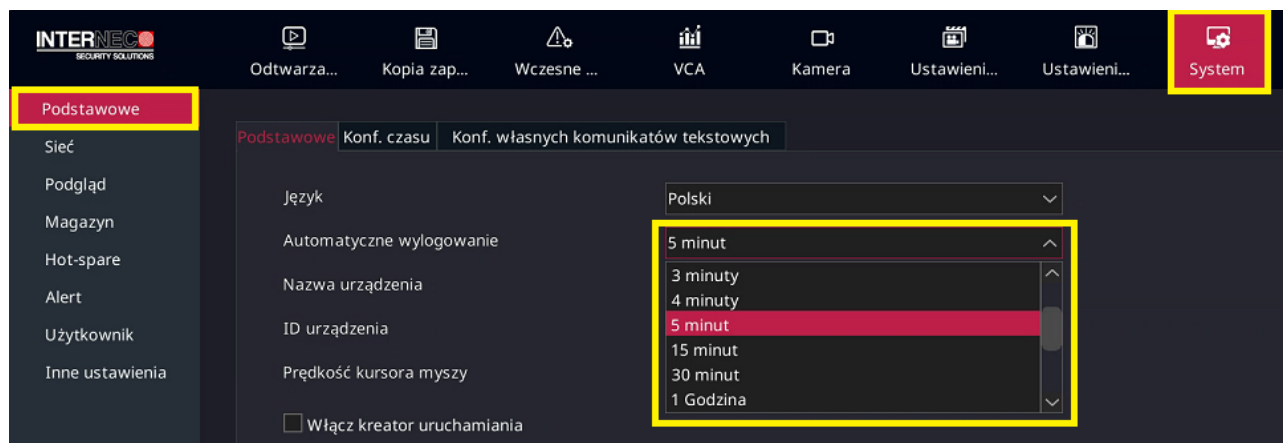 INTERNEC
SECURITY SOLUTIONS
Odtwarza...
Kopia zap...
Wczesne ...
VCA
Kamera
Ustawieni...
Ustawieni...
System
Podstawowe
Sieć
Podgląd
Magazyn
Hot-spare
Alert
Użytkownik
Inne ustawienia
Podstawowe Konf. czasu Konf. własnych komunikatów tekstowych
Język
Polski
Automatyczne wylogowanie
5 minut
3 minuty
4 minuty
5 minut
15 minut
30 minut
1 Godzina
Nazwa urządzenia
ID urządzenia
Prędkość kursora myszy
Włącz kreator uruchamiania